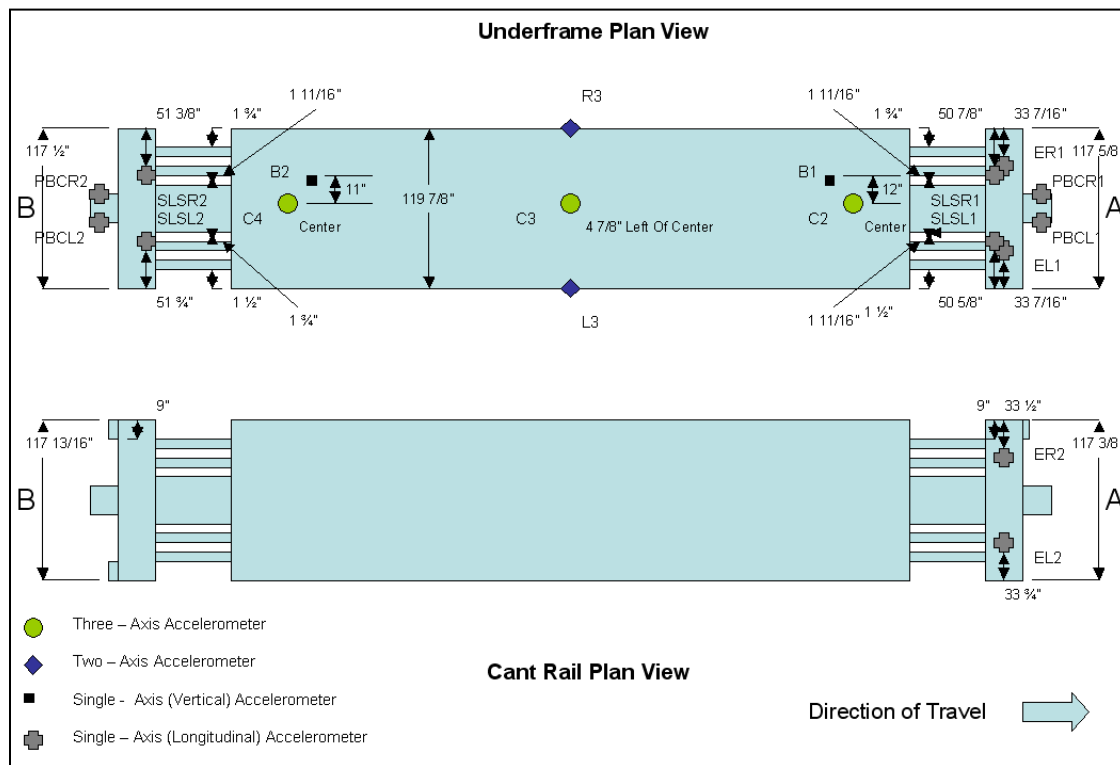 Underframe Plan View
1 11/16"
R3
1 11/16"
51 3/8"
1 ¾"
1 ¾"
50 7/8"
33 7/16"
117 ½"
ER1
117 5/8
PBCR2
B2
B1
PBCR1
11"
12"
B
SLSR2
119 7/8"
SLSR1
A
SLSL2
C4
C3
C2
SLSL1
Center
4 7/8" Left Of Center
Center
PBCL2
PBCL1
EL1
51 ¾"
1 ½"
50 5/8"
33 7/16"
1 ¾"
L3
1 11/16"
1 ½"
9"
9"
33 ½"
117 13/16"
117 3/8
ER2
B
A
EL2
33 ¾"
Three – Axis Accelerometer
Two – Axis Accelerometer
Cant Rail Plan View
Single - Axis (Vertical) Accelerometer
Direction of Travel
Single – Axis (Longitudinal) Accelerometer